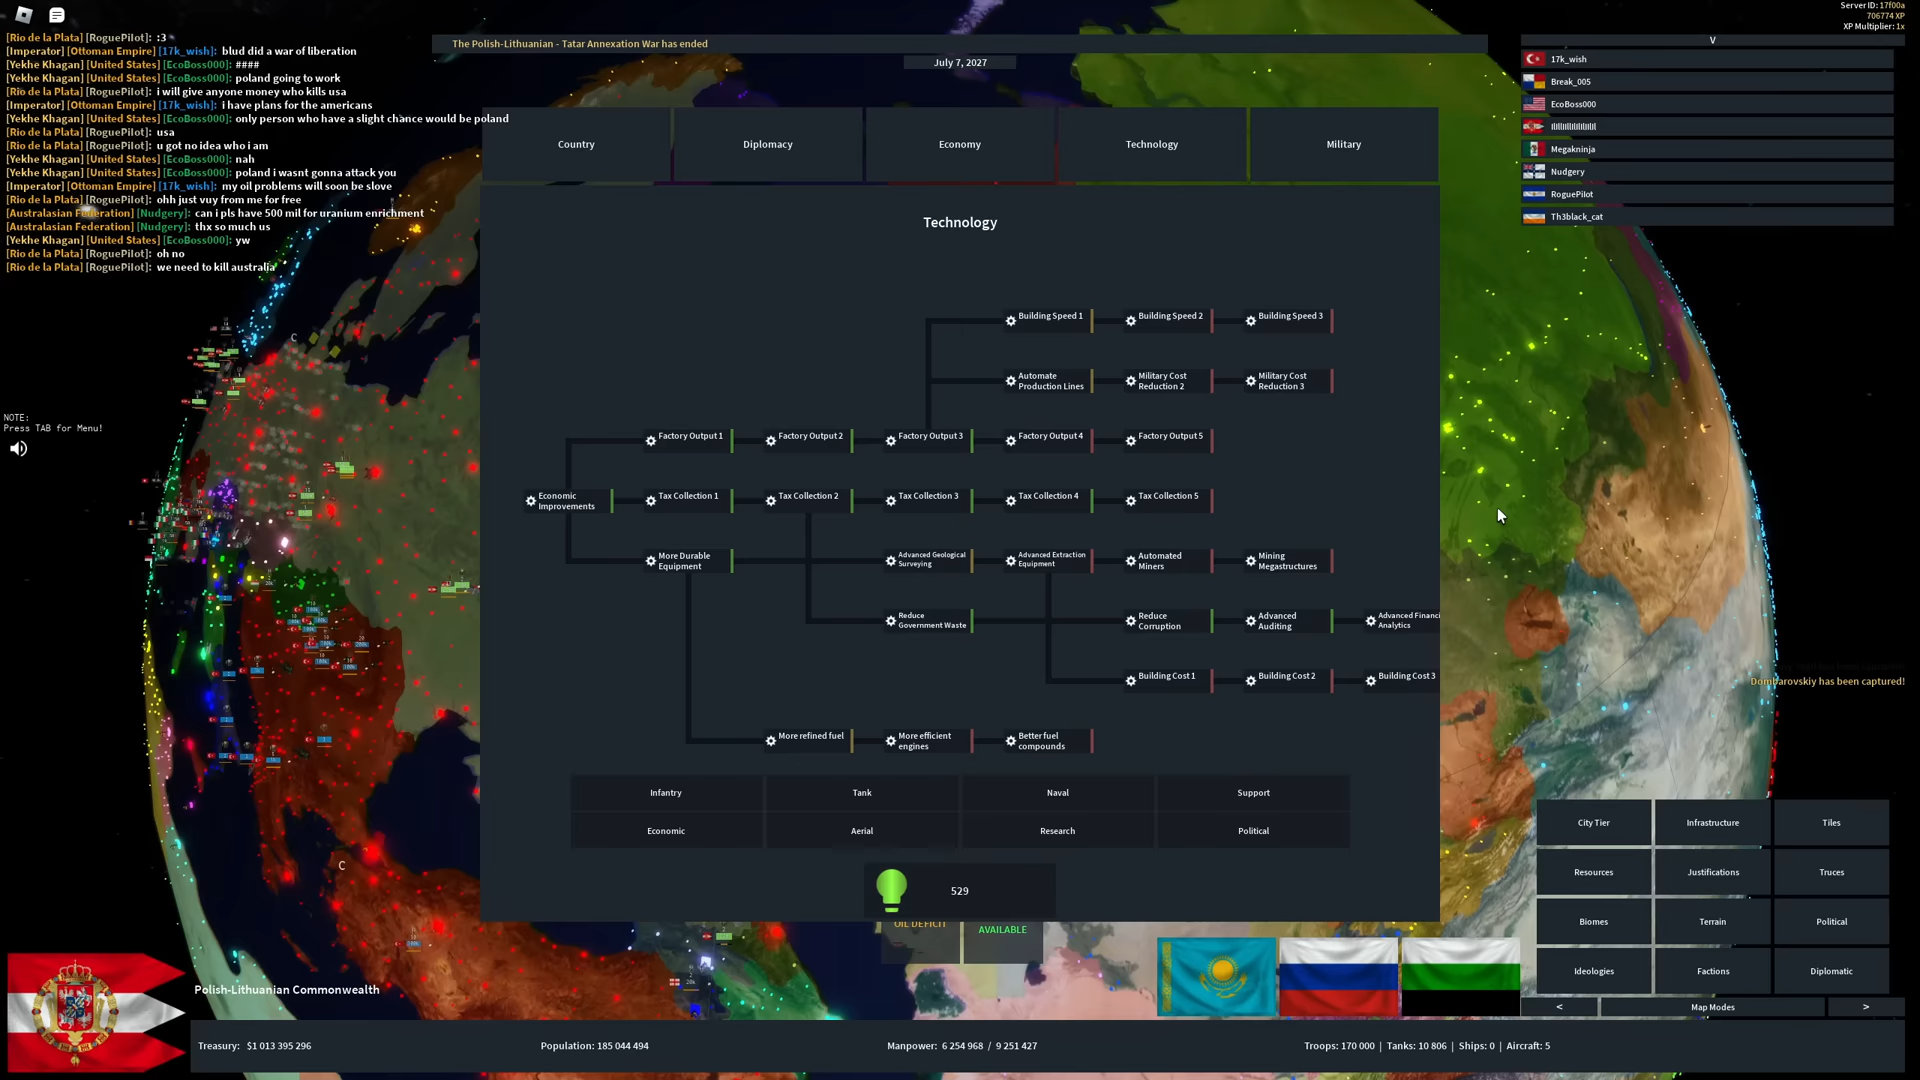 Server ID: 17f00a
706774 XP
XP Multiplier: 1x
[Rio de la Plata] [RoguePilot]: :3
[Imperator] [Ottoman Empire] [17k_wish]: blud did a war of liberation
[Yekhe Khagan] [United States] [EcoBoss000]: ####
[Yekhe Khagan] [United States] [EcoBoss000]: poland going to work
[Rio de la Plata] [RoguePilot]: i will give anyone money who kills usa
[Imperator] [Ottoman Empire] [17k_wish]: i have plans for the americans
[Yekhe Khagan] [United States] [EcoBoss000]: only person who have a slight chance would be poland
[Rio de la Plata] [RoguePilot]: usa
[Rio de la Plata] [RoguePilot]: u got no idea who i am
[Yekhe Khagan] [United States] [EcoBoss000]: nah
[Yekhe Khagan] [United States] [EcoBoss000]: poland i wasnt gonna attack you
[Imperator] [Ottoman Empire] [17k_wish]: my oil problems will soon be slove
[Rio de la Plata] [RoguePilot]: ohh just vuy from me for free
[Australasian Federation] [Nudgery]: can i pls have 500 mil for uranium enrichment
[Australasian Federation] [Nudgery]: thx so much us
[Yekhe Khagan] [United States] [EcoBoss000]: yw
[Rio de la Plata] [RoguePilot]: oh no
[Rio de la Plata] [RoguePilot]: we need to kill australia
The Polish-Lithuanian - Tatar Annexation War has ended
July 7, 2027
V
17k_wish
Break_005
EcoBoss000
Megakninja
Nudgery
RoguePilot
Th3black_cat
Country
Diplomacy
Economy
Technology
Military
Technology
Building Speed 1
Building Speed 2
Building Speed 3
Automate
Production Lines
Military Cost
Reduction 2
Military Cost
Reduction 3
Factory Output 1
Factory Output 2
Factory Output 3
Factory Output 4
Factory Output 5
Economic
Improvements
Tax Collection 1
Tax Collection 2
Tax Collection 3
Tax Collection 4
Tax Collection 5
More Durable
Equipment
Advanced Geological
Surveying
Advanced Extraction
Equipment
Automated
Miners
Mining
Megastructures
Reduce
Government Waste
Reduce
Corruption
Advanced
Auditing
Advanced Financi
Analytics
Building Cost 1
Building Cost 2
Building Cost 3
More refined fuel
More efficient
engines
Better fuel
compounds
Infantry
Tank
Naval
Support
Economic
Aerial
Research
Political
529
OIL DEFICIT
AVAILABLE
NOTE:
Press TAB for Menu!
C
C
Dombarovskiy has been captured!
City Tier
Infrastructure
Tiles
Resources
Justifications
Truces
Biomes
Terrain
Political
Ideologies
Factions
Diplomatic
<
Map Modes
>
Polish-Lithuanian Commonwealth
Treasury: $1 013 395 296
Population: 185 044 494
Manpower: 6 254 968 / 9 251 427
Troops: 170 000 | Tanks: 10 806 | Ships: 0 | Aircraft: 5